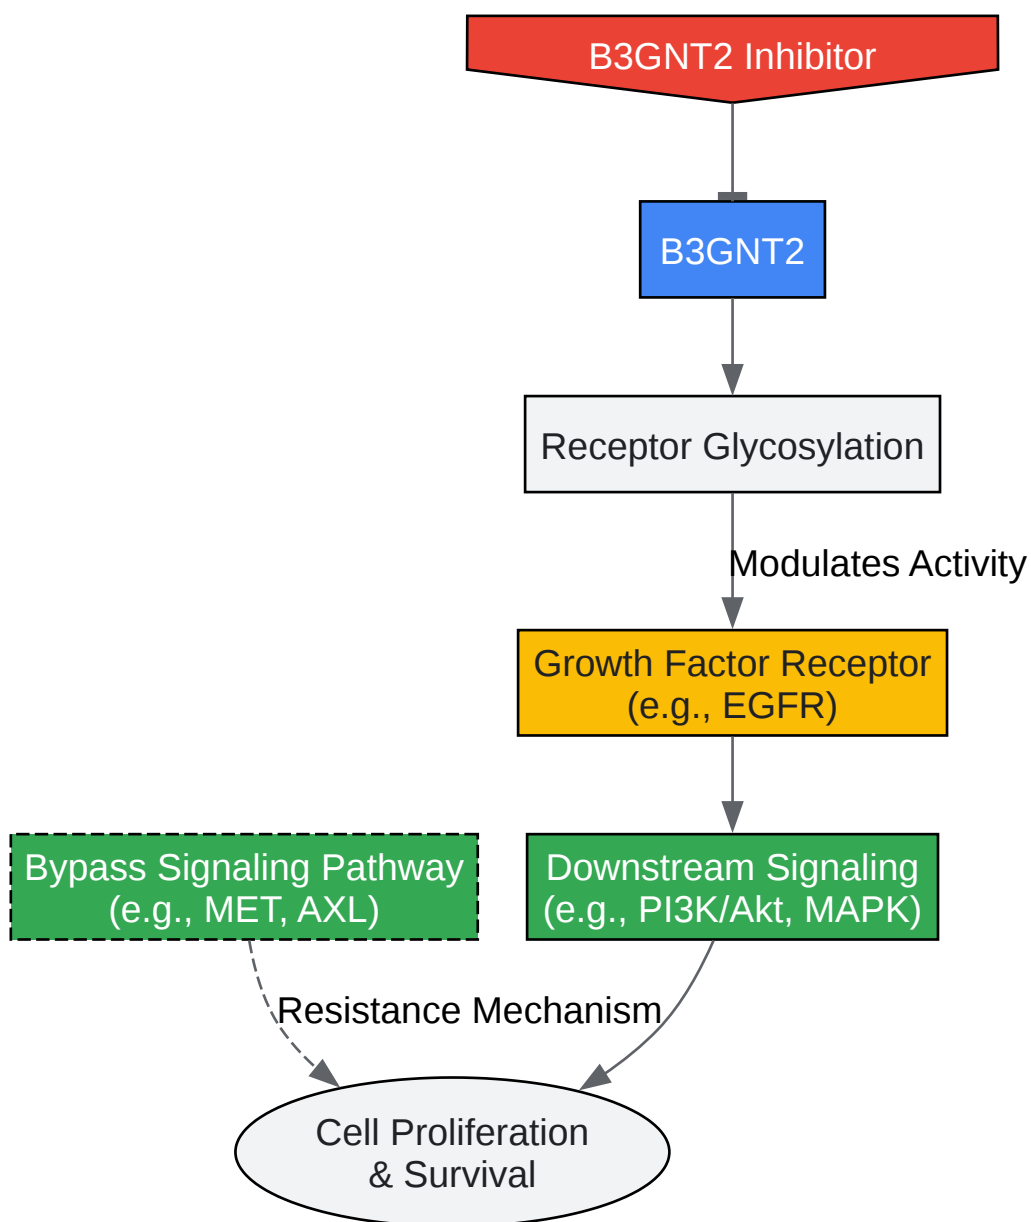 B3GNT2 Inhibitor
B3GNT2
Receptor Glycosylation
Modulates Activity
Growth Factor Receptor
(e.g., EGFR)
Bypass Signaling Pathway
(e.g., MET, AXL)
Downstream Signaling
(e.g., PI3K/Akt, MAPK)
Resistance Mechanism
Cell Proliferation
& Survival